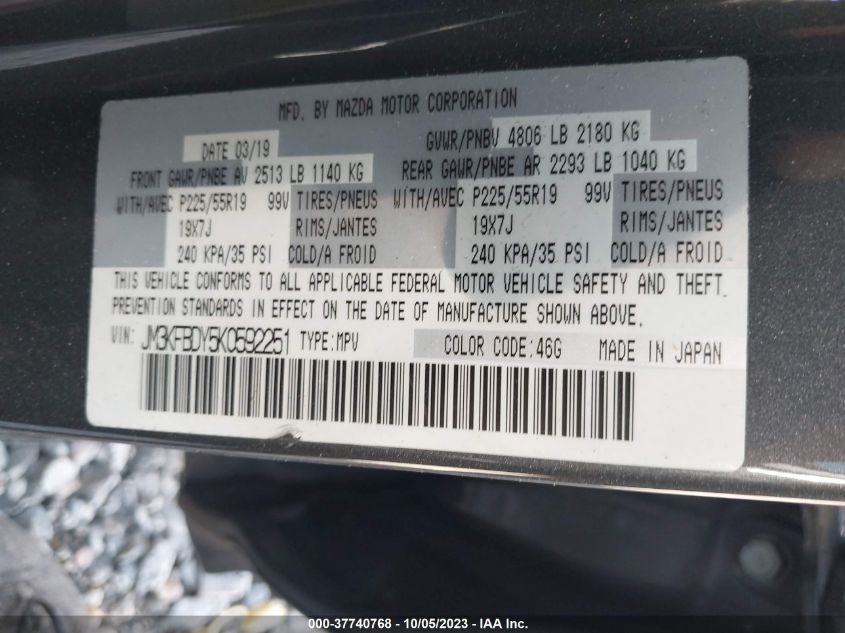 MFD. BY MAZDA MOTOR CORPORATION
DATE 03/19 GVWR/PNBV 4806 LB 2180 KG
FRONT GAWR/PNBE AV 2513 LB 1140 KG REAR GAWR/PNBE AR 2293 LB 1040 KG
WITH/AVEC P225/55R19 99V TIRES/PNEUS WITH/AVEC P225/55R19 99V TIRES/PNEUS
19X7J RIMS/JANTES 19X7J RIMS/JANTES
240 KPA/35 PSI COLD/A FROID 240 KPA/35 PSI COLD/A FROID
THIS VEHICLE CONFORMS TO ALL APPLICABLE FEDERAL MOTOR VEHICLE SAFETY AND THEFT
PREVENTION STANDARDS IN EFFECT ON THE DATE OF MANUFACTURE SHOWN ABOVE.
VIN: JM3KFBDY5K0592251 TYPE:MPV COLOR CODE:46G MADE IN JAPAN
000-37740768 - 10/05/2023 - IAA Inc.